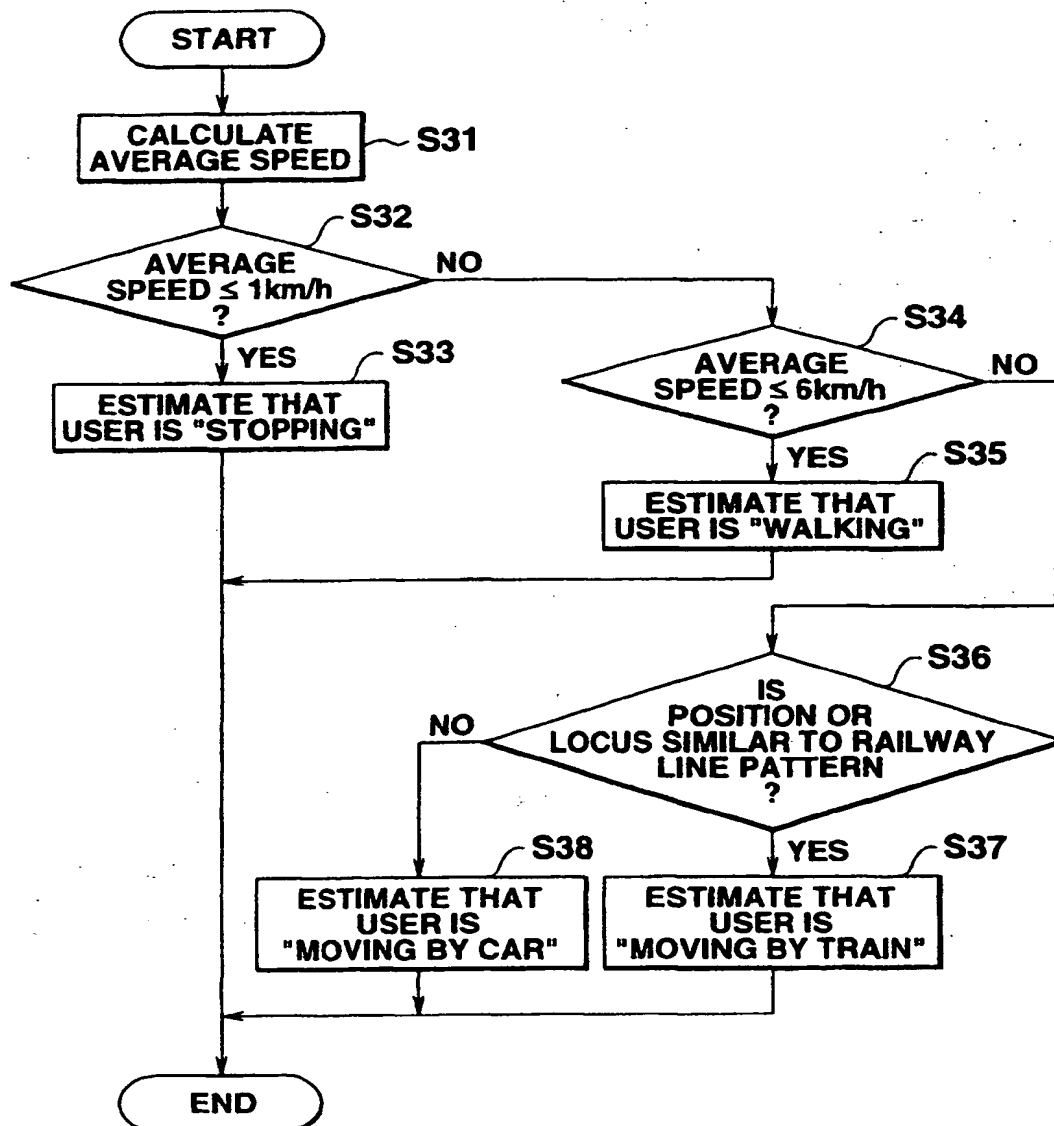 START
CALCULATE
AVERAGE SPEED
S31
S32
AVERAGE
SPEED ≤ 1km/h
?
NO
YES
S33
ESTIMATE THAT
USER IS "STOPPING"
S34
AVERAGE
SPEED ≤ 6km/h
?
NO
YES
S35
ESTIMATE THAT
USER IS "WALKING"
S36
IS
POSITION OR
LOCUS SIMILAR TO RAILWAY
LINE PATTERN
?
NO
YES
S38
ESTIMATE THAT
USER IS
"MOVING BY CAR"
S37
ESTIMATE THAT
USER IS
"MOVING BY TRAIN"
END